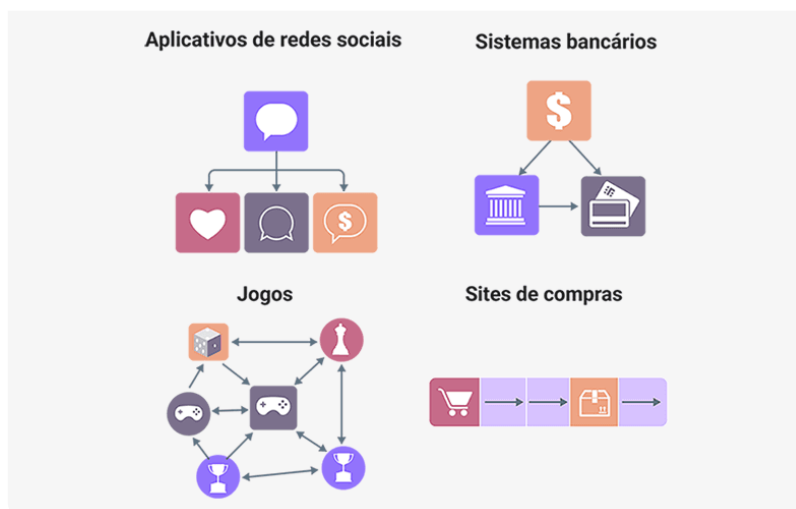 Aplicativos de redes sociais
Sistemas bancários
$
$
Jogos
Sites de compras